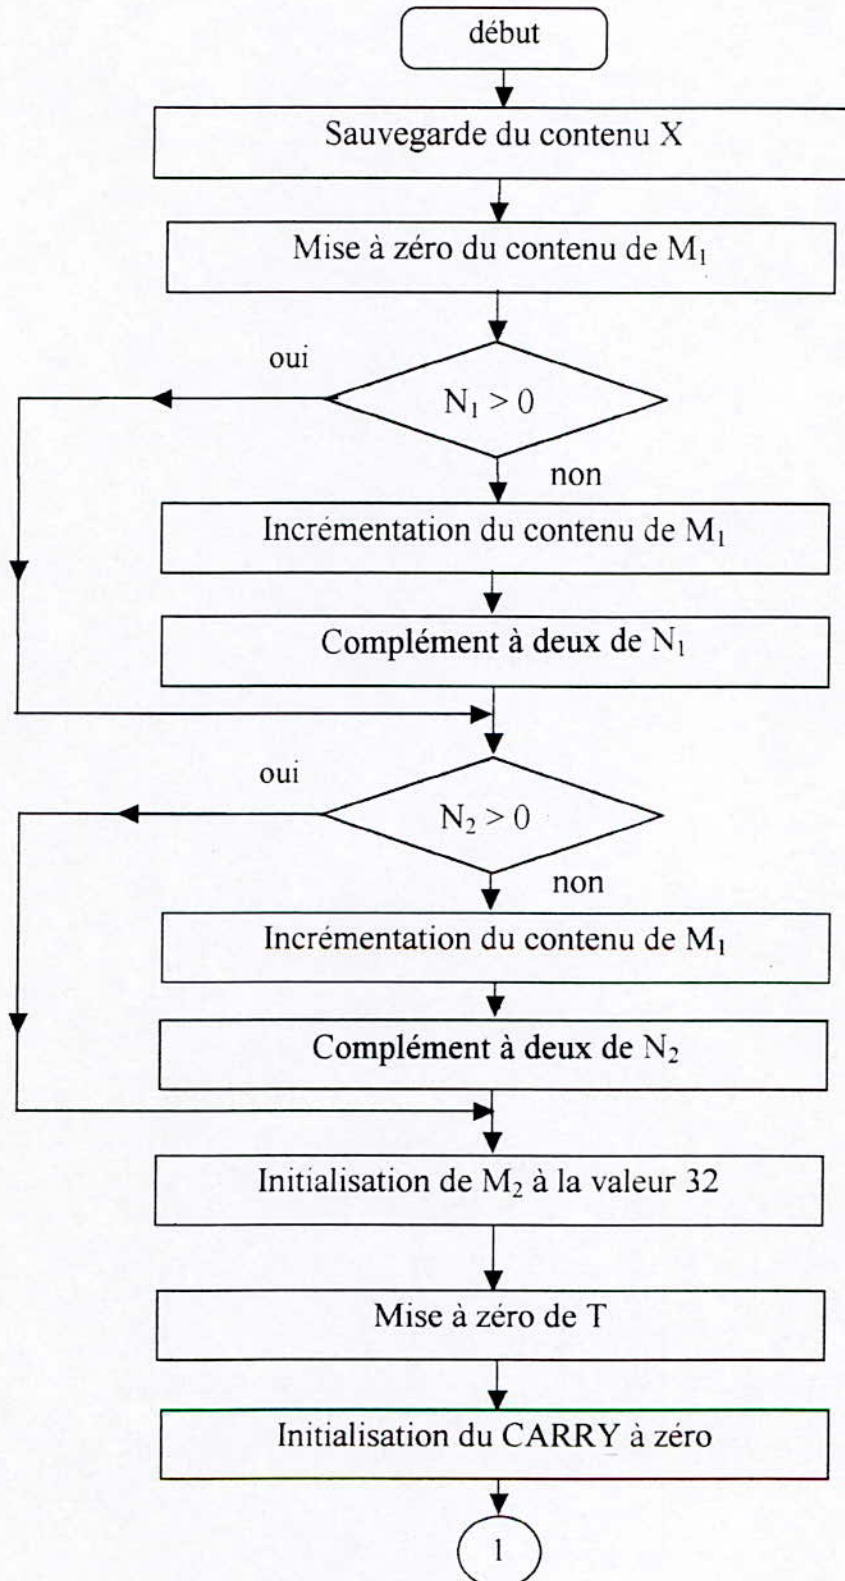 début
Sauvegarde du contenu X
Mise à zéro du contenu de M₁
oui
N₁ > 0
non
Incrémentation du contenu de M₁
Complément à deux de N₁
oui
N₂ > 0
non
Incrémentation du contenu de M₁
Complément à deux de N₂
Initialisation de M₂ à la valeur 32
Mise à zéro de T
Initialisation du CARRY à zéro
1